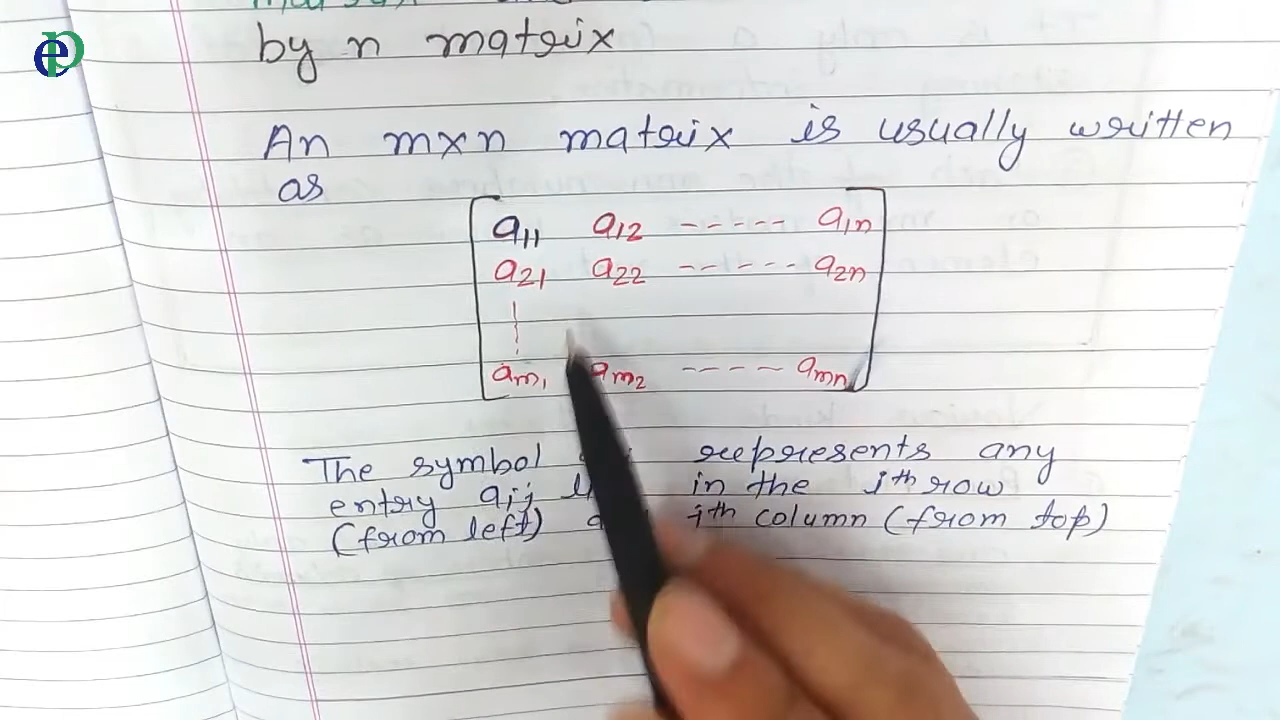 by n matrix
An mxn matrix is usually written
as
a11 a12 ----- a1n
a21 a22 ------ a2n
am1 am2 ---- amn
The symbol represents any
entry aij in the ith row
(from left) jth column (from top)